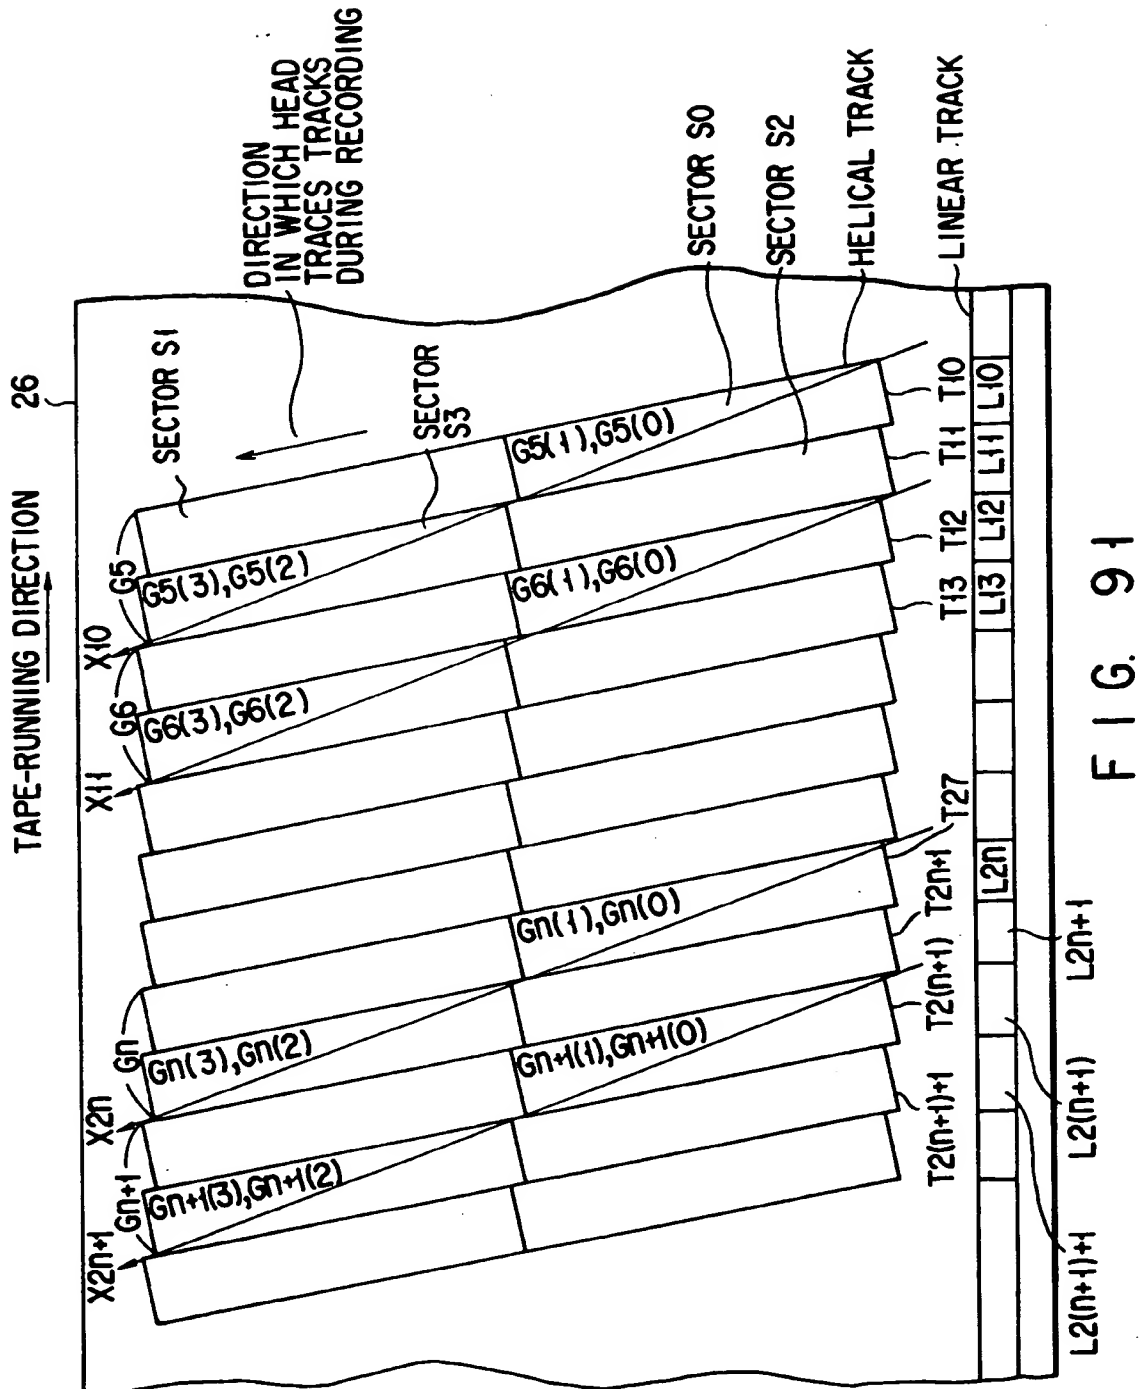 TAPE-RUNNING DIRECTION
26
DIRECTION
IN WHICH HEAD
TRACES TRACKS
DURING RECORDING
SECTOR S1
SECTOR
S3
SECTOR S0
SECTOR S2
HELICAL TRACK
LINEAR TRACK
X2n+1
Gn+1
X2n
Gn
X11
G6
X10
G5
Gn+1(3),Gn+1(2)
Gn(3),Gn(2)
G6(3),G6(2)
G5(3),G5(2)
Gn+1(1),Gn+1(0)
Gn(1),Gn(0)
G6(1),G6(0)
G5(1),G5(0)
T2(n+1)+1
T2(n+1)
T2n+1
T27
T13
T12
T11
T10
L2n
L13
L12
L11
L10
L2(n+1)+1
L2(n+1)
L2n+1
FIG. 91